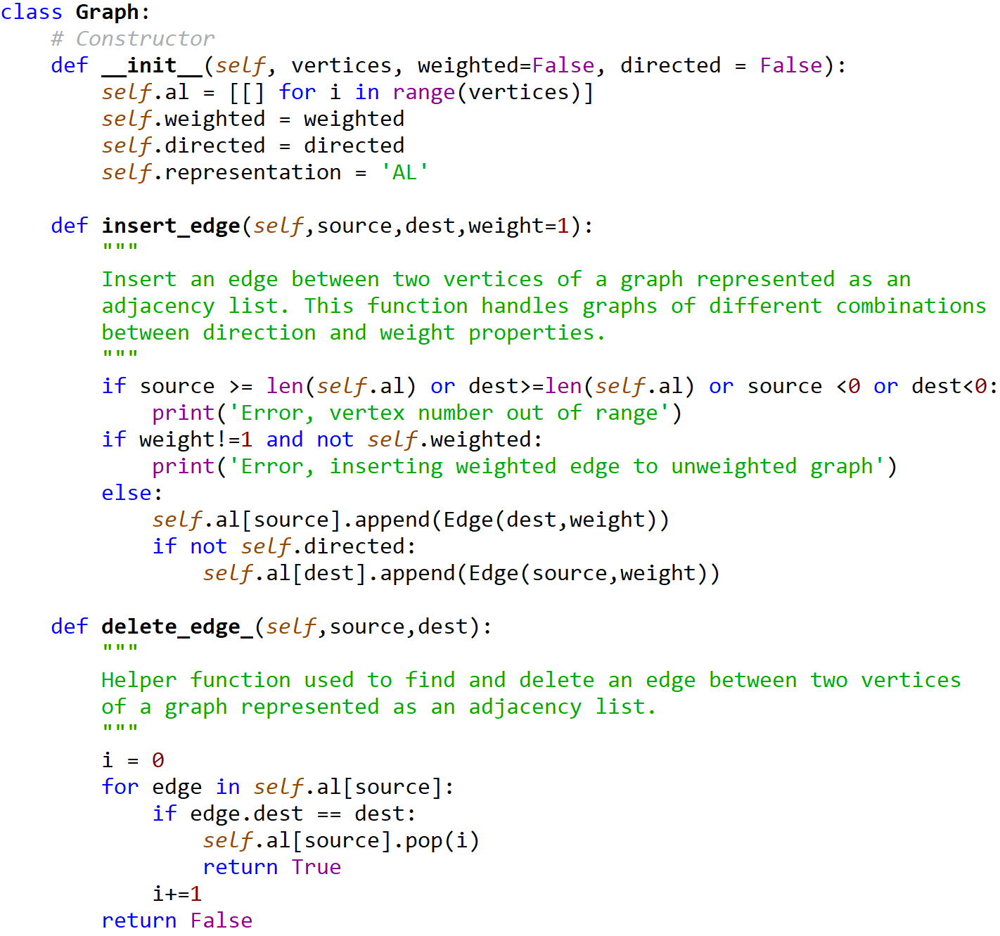 class Graph:
    # Constructor
    def __init__(self, vertices, weighted=False, directed = False):
        self.al = [[] for i in range(vertices)]
        self.weighted = weighted
        self.directed = directed
        self.representation = 'AL'

    def insert_edge(self,source,dest,weight=1):
        """
        Insert an edge between two vertices of a graph represented as an
        adjacency list. This function handles graphs of different combinations
        between direction and weight properties.
        """
        if source >= len(self.al) or dest>=len(self.al) or source <0 or dest<0:
            print('Error, vertex number out of range')
        if weight!=1 and not self.weighted:
            print('Error, inserting weighted edge to unweighted graph')
        else:
            self.al[source].append(Edge(dest,weight))
            if not self.directed:
                self.al[dest].append(Edge(source,weight))

    def delete_edge_(self,source,dest):
        """
        Helper function used to find and delete an edge between two vertices
        of a graph represented as an adjacency list.
        """
        i = 0
        for edge in self.al[source]:
            if edge.dest == dest:
                self.al[source].pop(i)
                return True
            i+=1
        return False